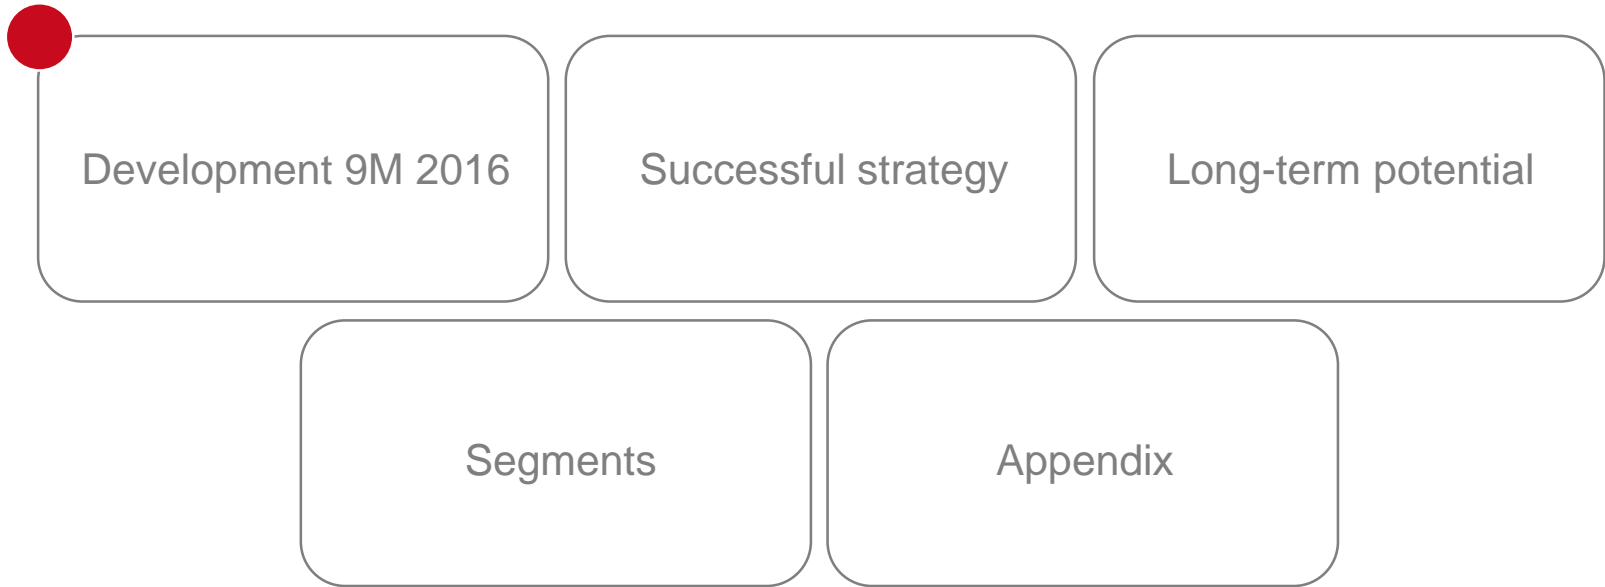 Development 9M 2016
Successful strategy
Long-term potential
Segments
Appendix